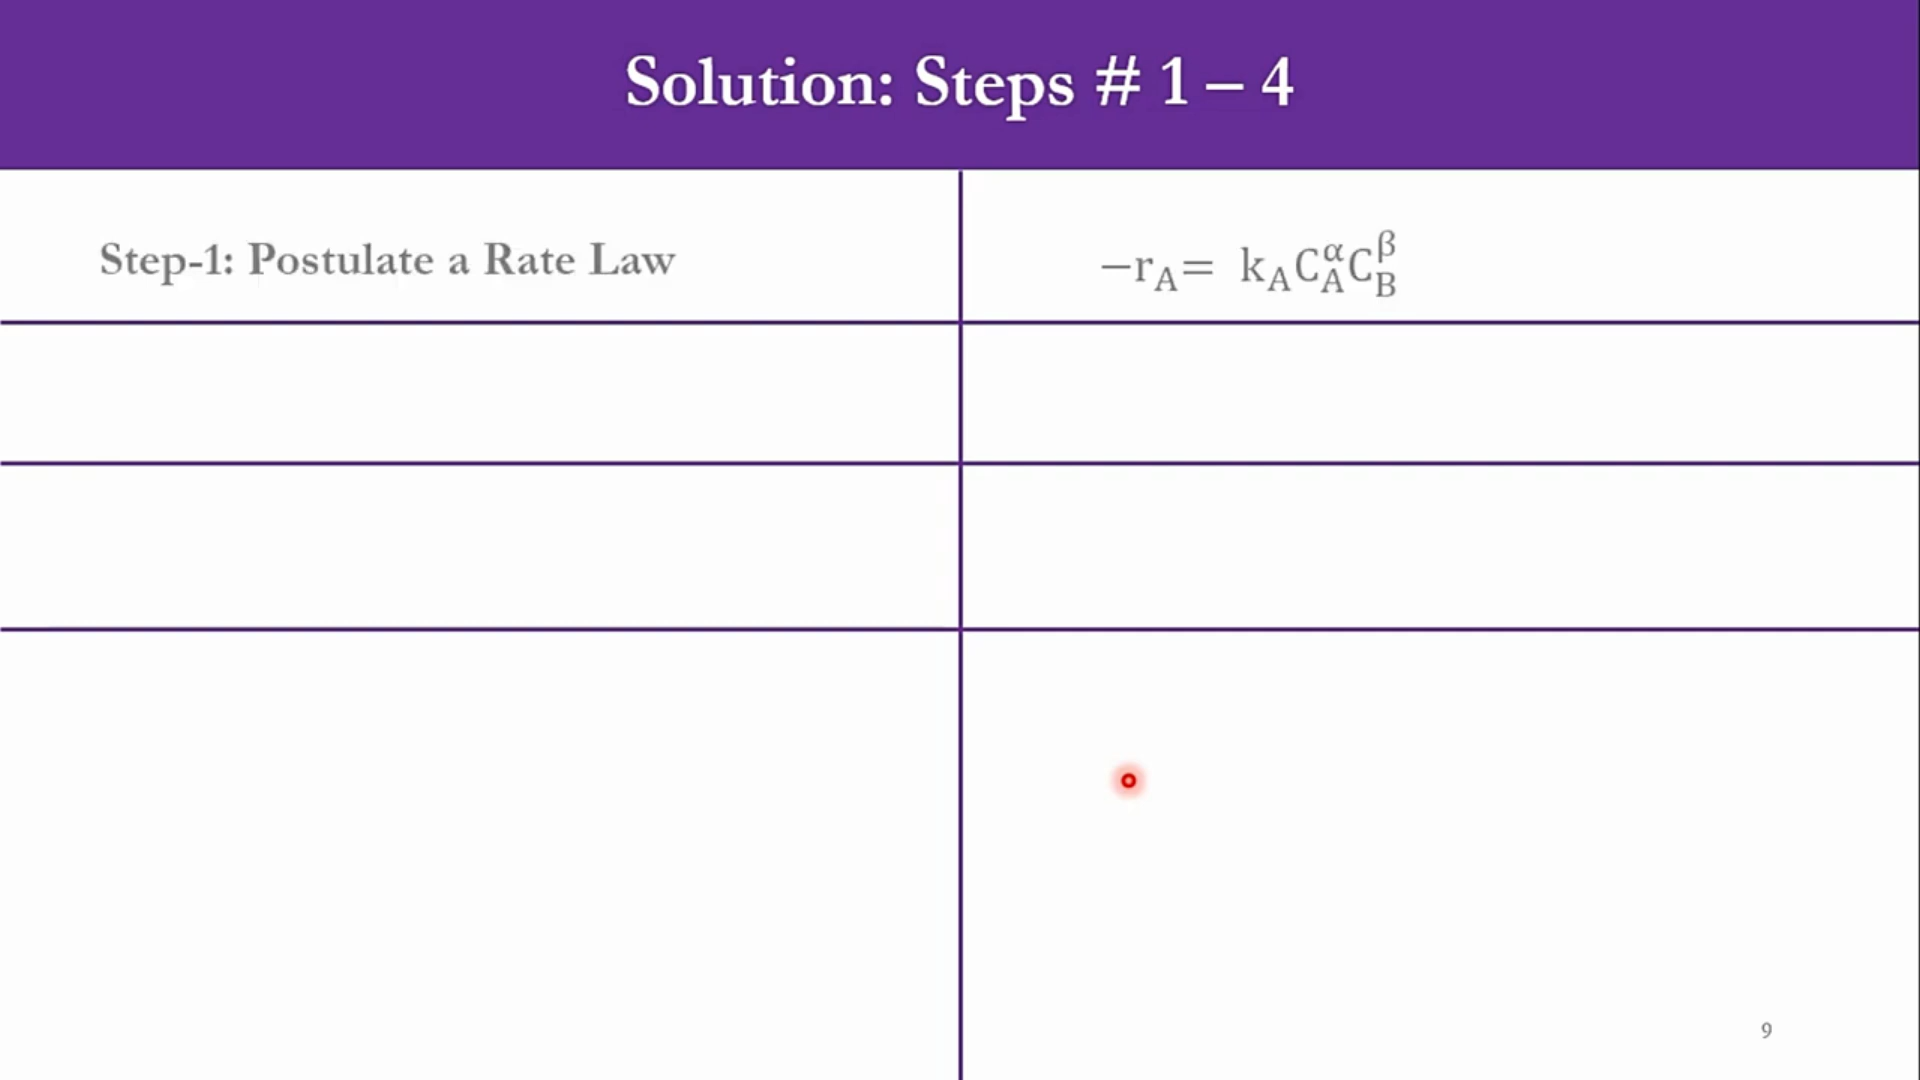 Solution: Steps # 1 – 4
Step-1: Postulate a Rate Law
−r_A= k_A C_A^α C_B^β
9